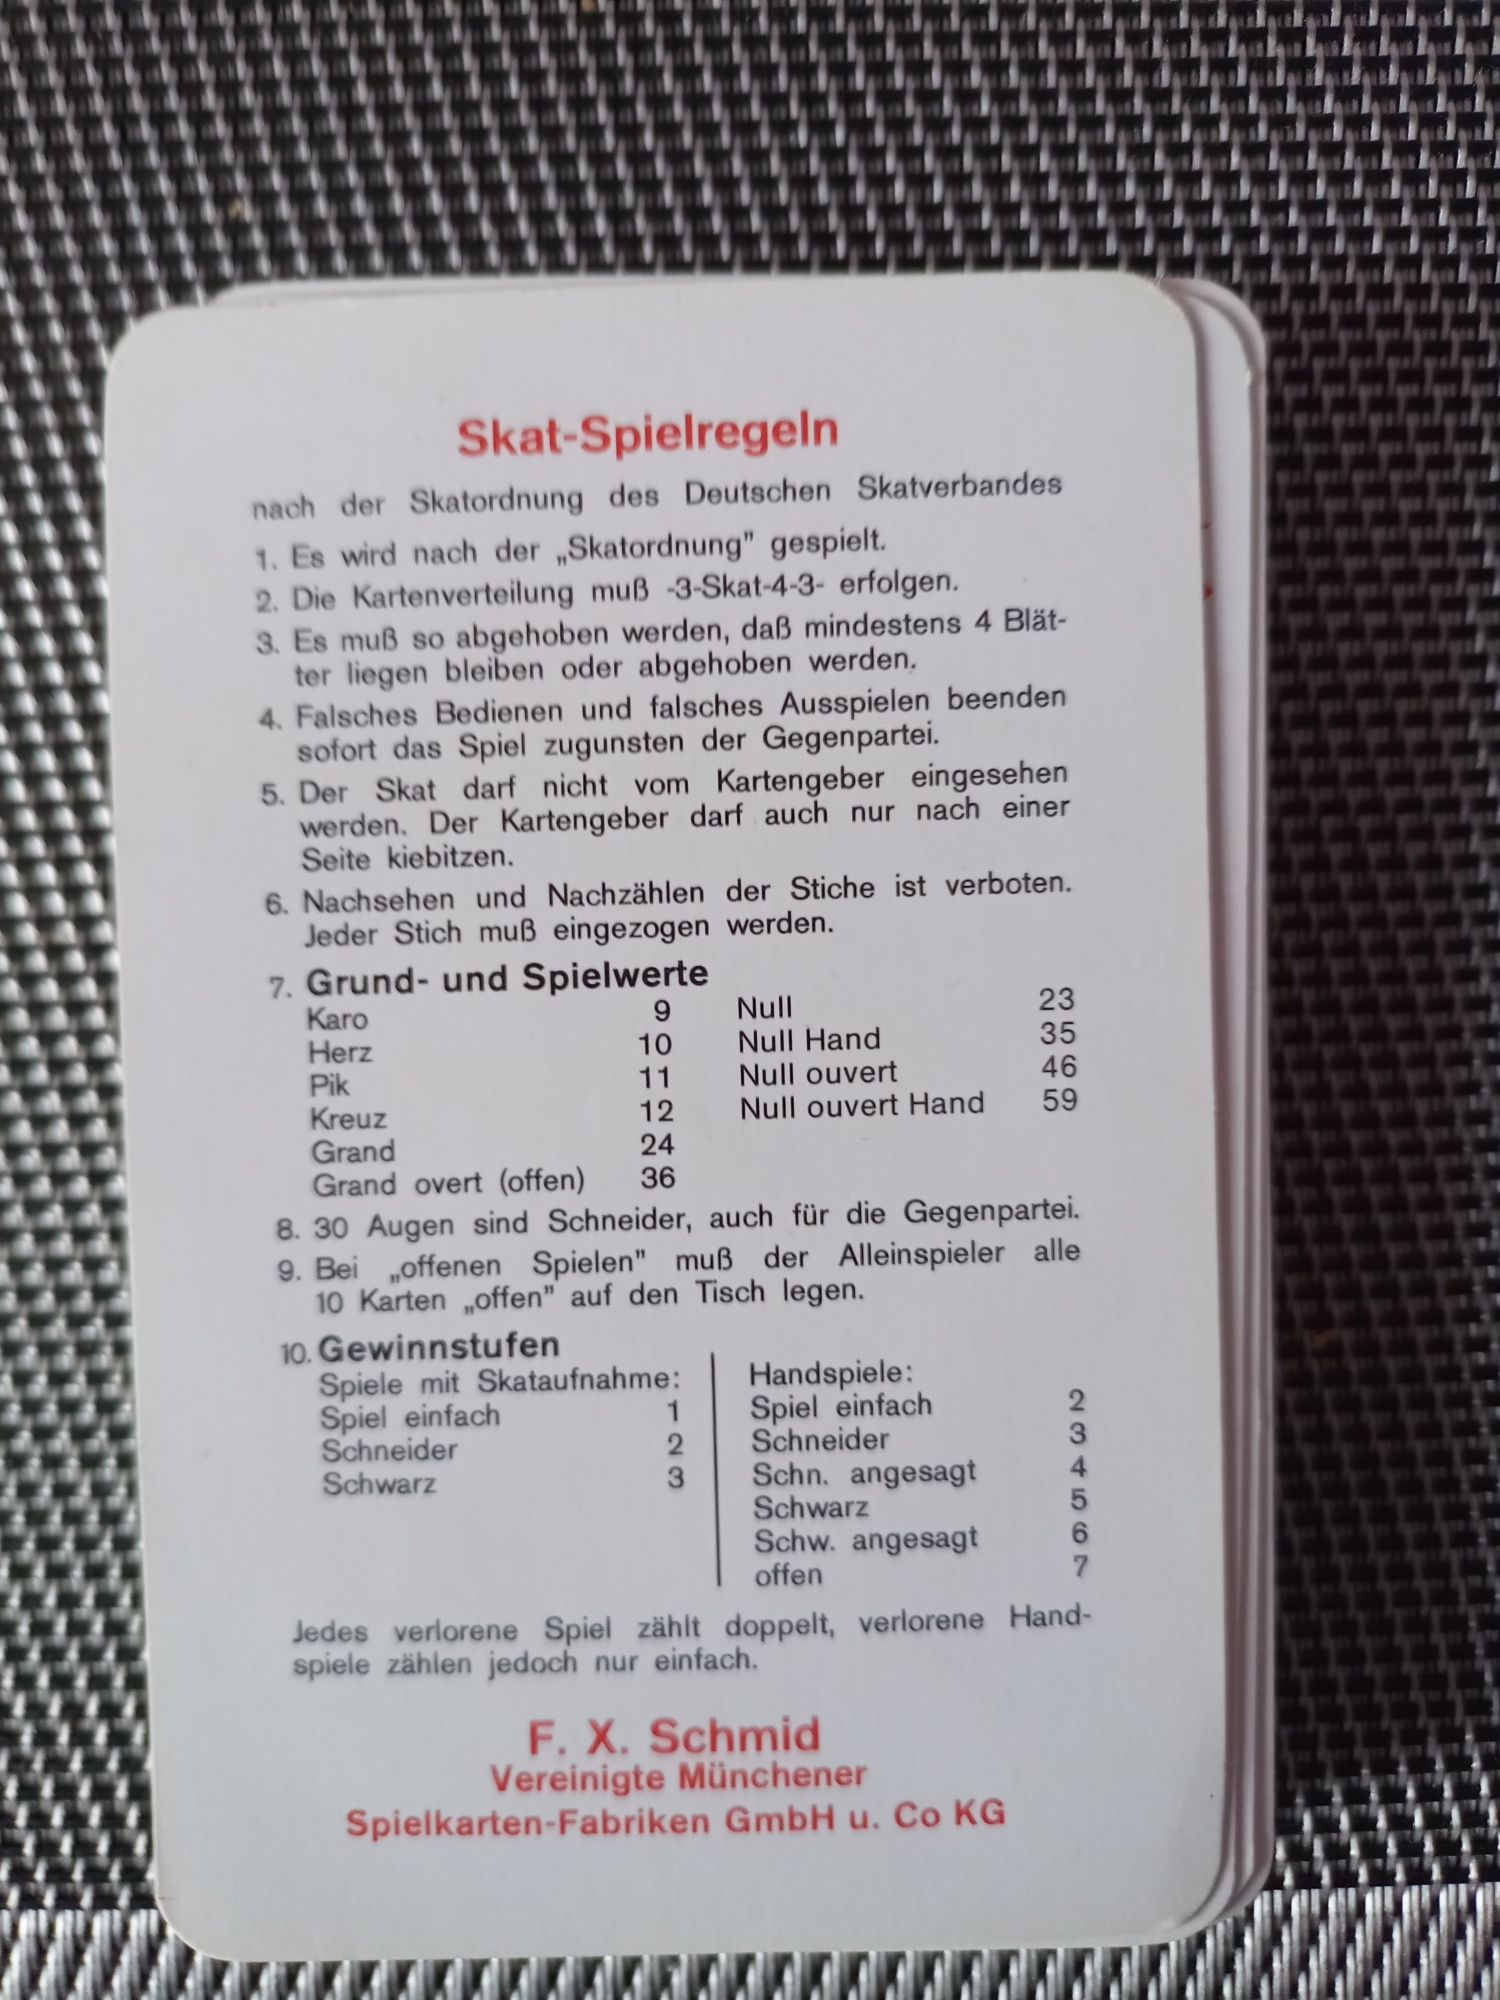 Skat-Spielregeln
nach der Skatordnung des Deutschen Skatverbandes
1. Es wird nach der „Skatordnung" gespielt.
2. Die Kartenverteilung muß -3-Skat-4-3- erfolgen.
3. Es muß so abgehoben werden, daß mindestens 4 Blät-
ter liegen bleiben oder abgehoben werden.
4. Falsches Bedienen und falsches Ausspielen beenden
sofort das Spiel zugunsten der Gegenpartei.
5. Der Skat darf nicht vom Kartengeber eingesehen
werden. Der Kartengeber darf auch nur nach einer
Seite kiebitzen.
6. Nachsehen und Nachzählen der Stiche ist verboten.
Jeder Stich muß eingezogen werden.
7. Grund- und Spielwerte
Karo 9 Null 23
Herz 10 Null Hand 35
Pik 11 Null ouvert 46
Kreuz 12 Null ouvert Hand 59
Grand 24
Grand overt (offen) 36
8. 30 Augen sind Schneider, auch für die Gegenpartei.
9. Bei „offenen Spielen" muß der Alleinspieler alle
10 Karten „offen" auf den Tisch legen.
10. Gewinnstufen
Spiele mit Skataufnahme:
Spiel einfach 1
Schneider 2
Schwarz 3
Handspiele:
Spiel einfach 2
Schneider 3
Schn. angesagt 4
Schwarz 5
Schw. angesagt 6
offen 7
Jedes verlorene Spiel zählt doppelt, verlorene Hand-
spiele zählen jedoch nur einfach.
F. X. Schmid
Vereinigte Münchener
Spielkarten-Fabriken GmbH u. Co KG